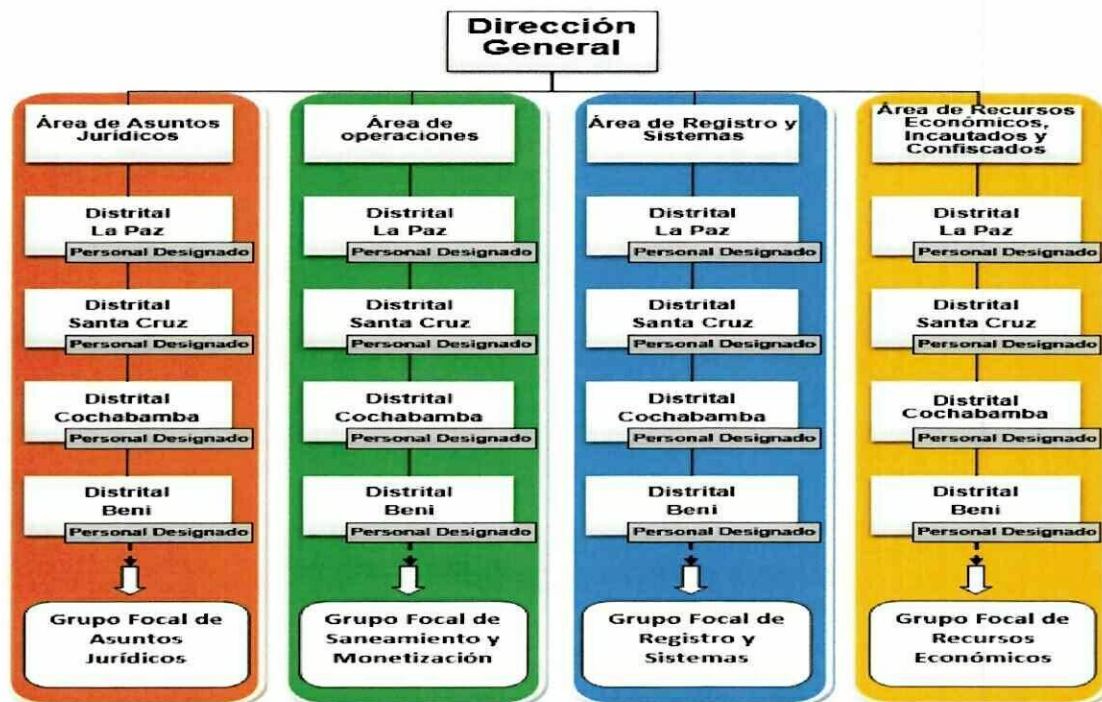 Dirección
General
Área de Asuntos
Jurídicos
Distrital
La Paz
Personal Designado
Distrital
Santa Cruz
Personal Designado
Distrital
Cochabamba
Personal Designado
Distrital
Beni
Personal Designado
Grupo Focal de
Asuntos
Jurídicos
Área de
operaciones
Distrital
La Paz
Personal Designado
Distrital
Santa Cruz
Personal Designado
Distrital
Cochabamba
Personal Designado
Distrital
Beni
Personal Designado
Grupo Focal de
Saneamiento y
Monetización
Área de Registro y
Sistemas
Distrital
La Paz
Personal Designado
Distrital
Santa Cruz
Personal Designado
Distrital
Cochabamba
Personal Designado
Distrital
Beni
Personal Designado
Grupo Focal de
Registro y
Sistemas
Área de Recursos
Económicos,
Incautados y
Confiscados
Distrital
La Paz
Personal Designado
Distrital
Santa Cruz
Personal Designado
Distrital
Cochabamba
Personal Designado
Distrital
Beni
Personal Designado
Grupo Focal de
Recursos
Económicos